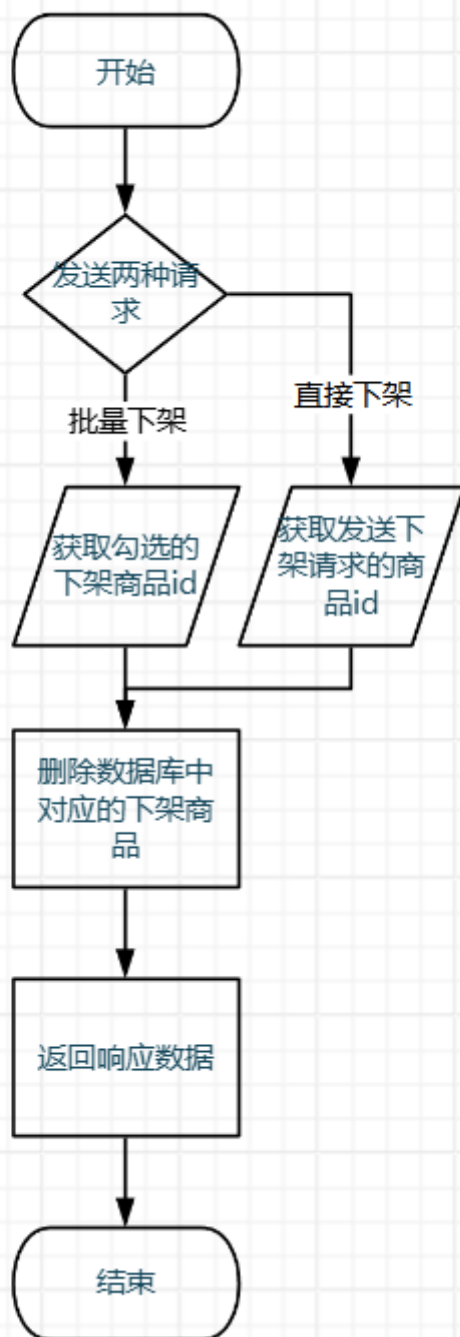 开始
发送两种请
求
批量下架
直接下架
获取勾选的
下架商品id
获取发送下
架请求的商
品id
删除数据库中
对应的下架商
品
返回响应数据
结束